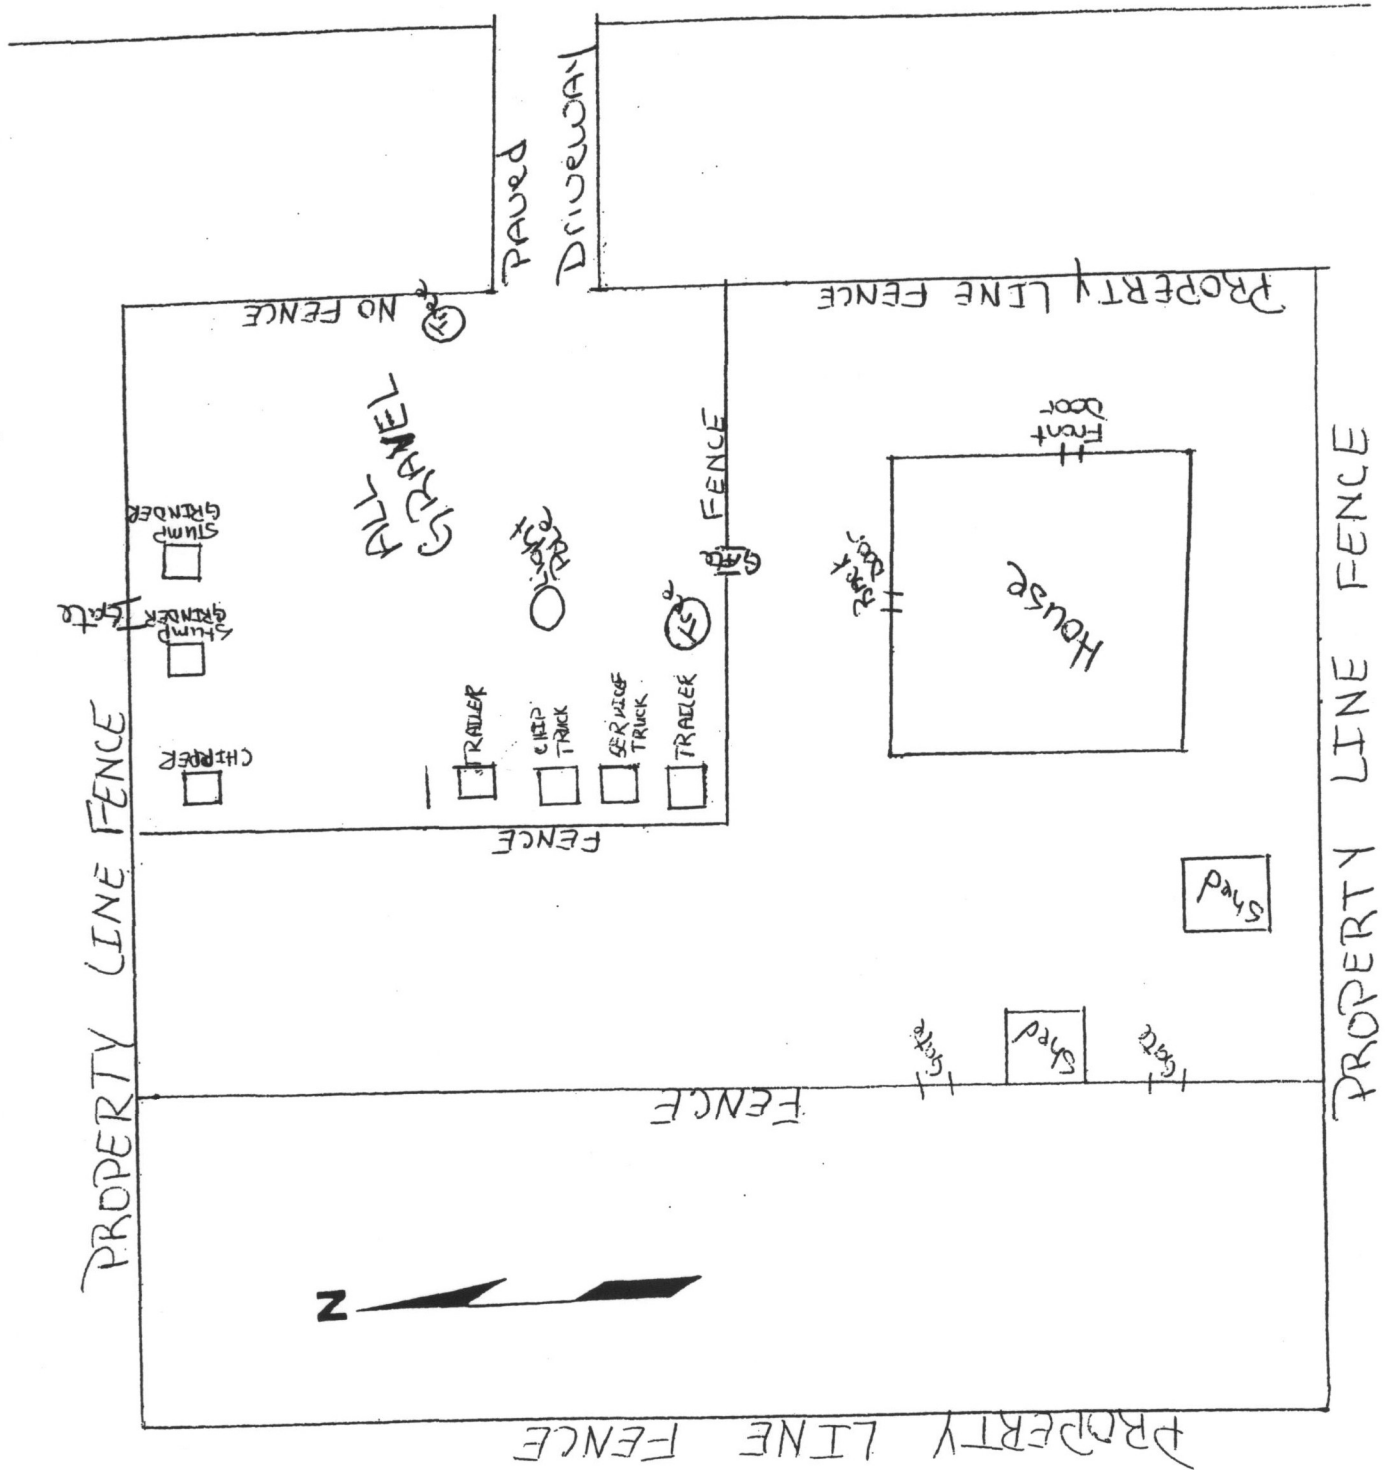 PAVED
DriveWAY
PROPERTY LINE FENCE
NO FENCE
Tree
ALL
GRAVEL
FENCE
Front
Door
STUMP
GRINDER
Light
Pole
Gate
Back
Door
House
Gate
STUMP
GRINDER
Tree
TRAILER
CHIP
TRUCK
SERVICE
TRUCK
TRAILER
CHIPPER
FENCE
Shed
PROPERTY LINE FENCE
PROPERTY LINE FENCE
Gate
Shed
Gate
FENCE
N
PROPERTY LINE FENCE